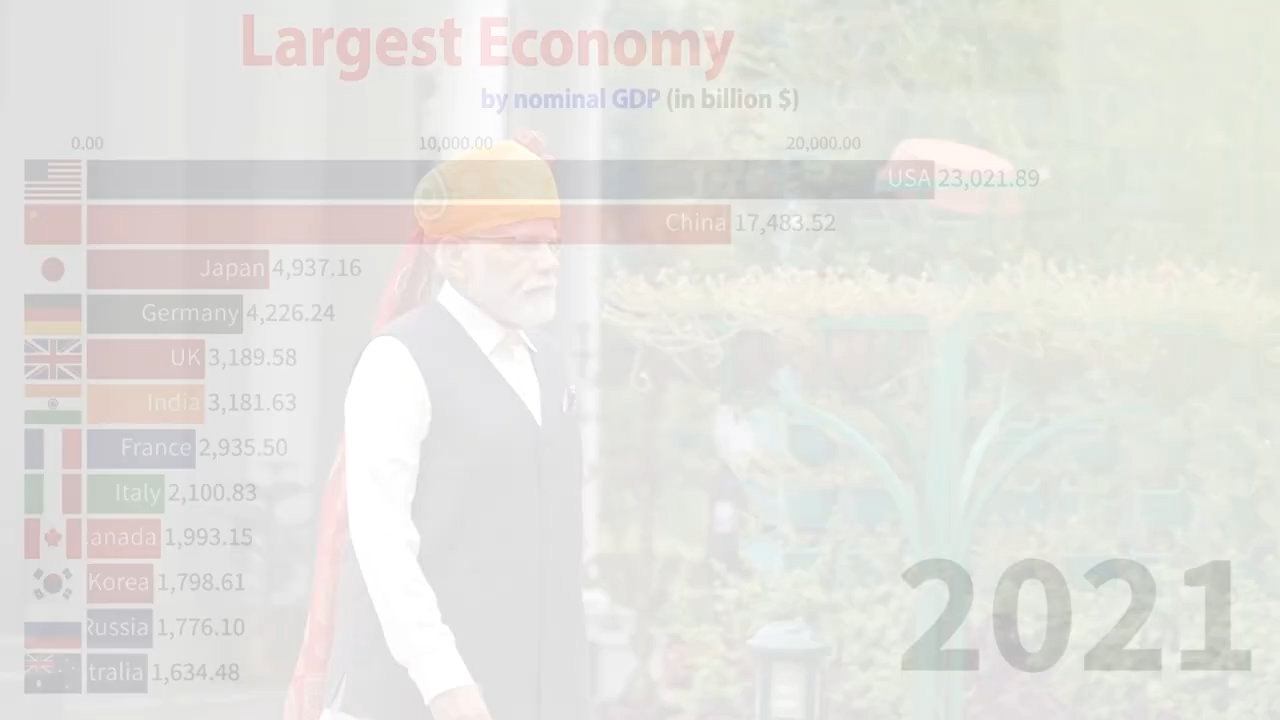 Largest Economy
by nominal GDP (in billion $)
0.00 10,000.00 20,000.00
USA 23,021.89
China 17,483.52
Japan 4,937.16
Germany 4,226.24
UK 3,189.58
India 3,181.63
France 2,935.50
Italy 2,100.83
anada 1,993.15
Korea 1,798.61
Russia 1,776.10
tralia 1,634.48
2021